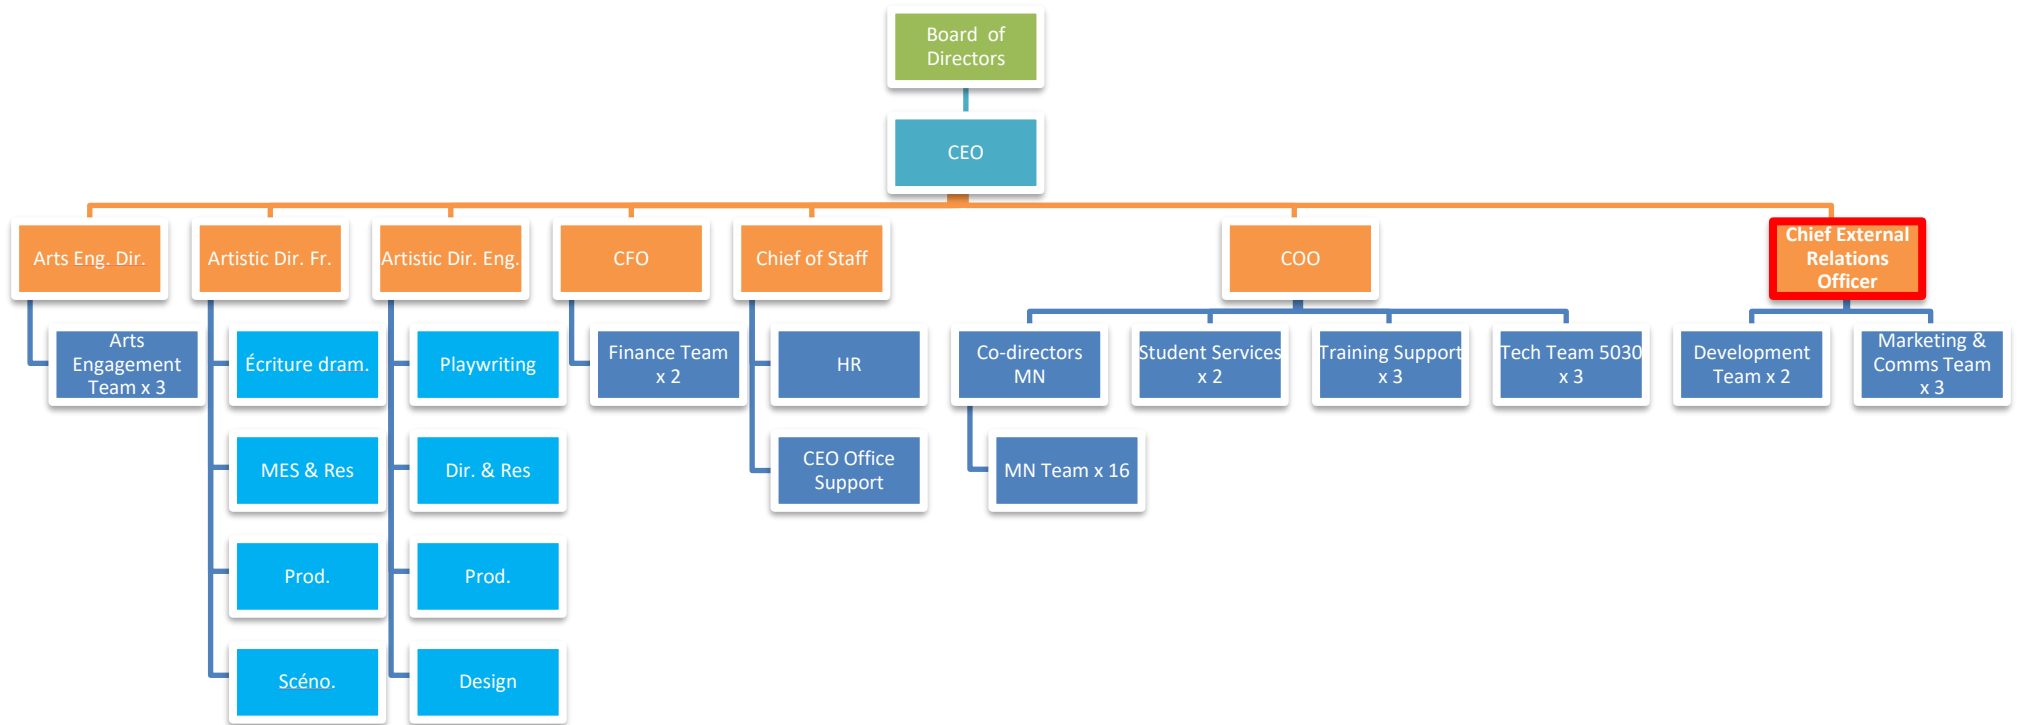 Board of
Directors
CEO
Arts Eng. Dir.
Artistic Dir. Fr.
Artistic Dir. Eng.
CFO
Chief of Staff
COO
Chief External
Relations
Officer
Arts
Engagement
Team x 3
Écriture dram.
Playwriting
Finance Team
x 2
HR
Co-directors
MN
Student Services
x 2
Training Support
x 3
Tech Team 5030
x 3
Development
Team x 2
Marketing &
Comms Team
x 3
MES & Res
Dir. & Res
CEO Office
Support
MN Team x 16
Prod.
Prod.
Scéno.
Design